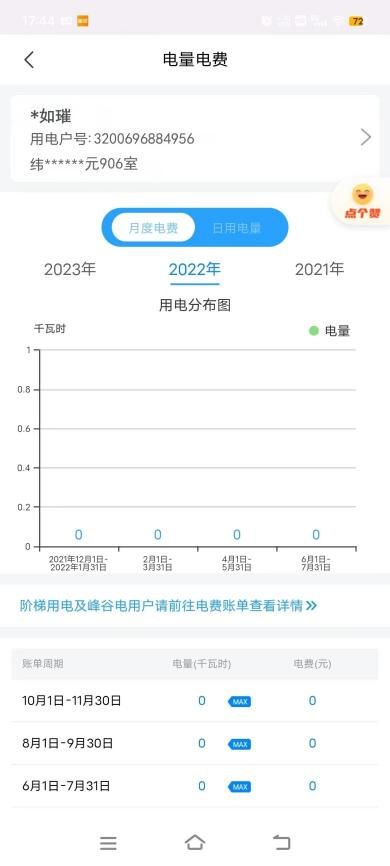 17:44
72
电量电费
*如璀
用电户号:3200696884956
纬******元906室
点个赞
月度电费
日用电量
2023年
2022年
2021年
用电分布图
千瓦时
电量
1
0.8
0.6
0.4
0.2
0
0
0
0
0
2021年12月1日-
2022年1月31日
2月1日-
3月31日
4月1日-
5月31日
6月1日-
7月31日
阶梯用电及峰谷电用户请前往电费账单查看详情
账单周期
电量(千瓦时)
电费(元)
10月1日-11月30日
0
MAX
0
8月1日-9月30日
0
MAX
0
6月1日-7月31日
0
MAX
0